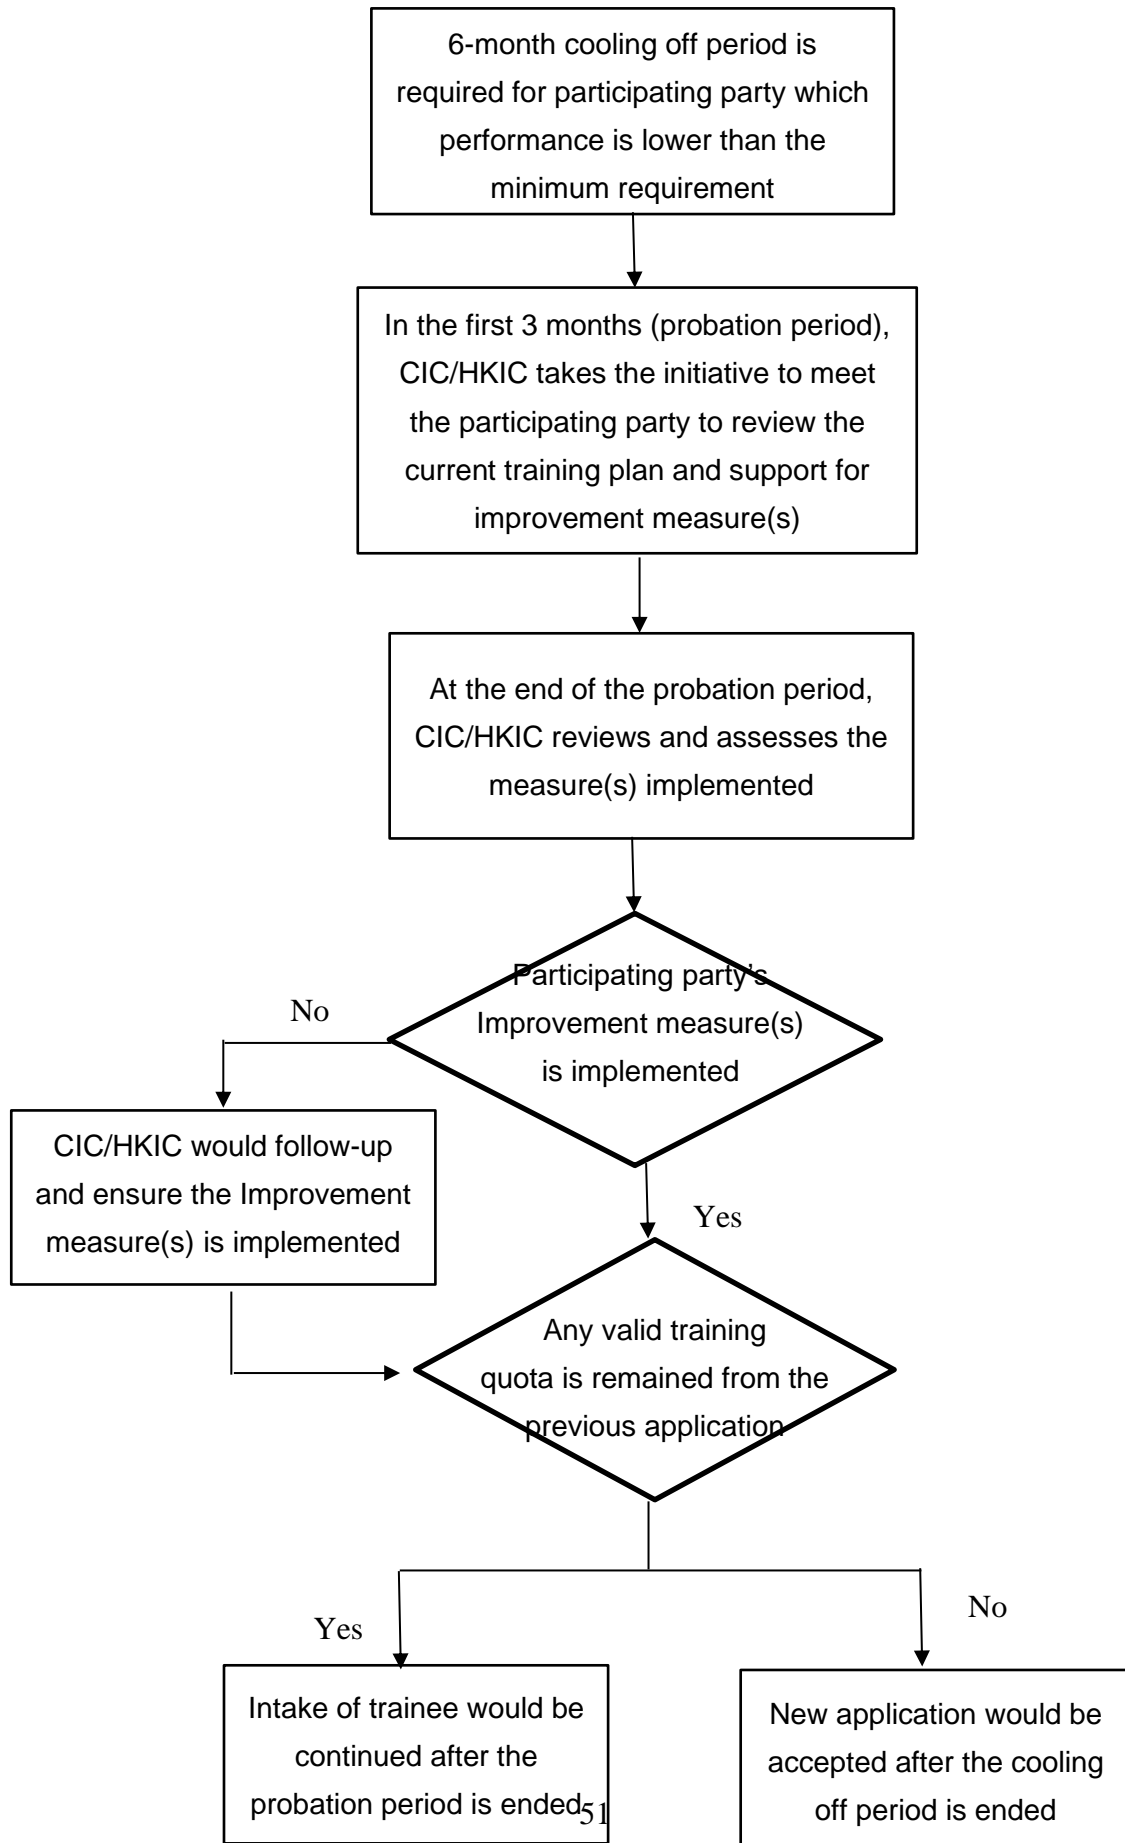 6-month cooling off period is
required for participating party which
performance is lower than the
minimum requirement
In the first 3 months (probation period),
CIC/HKIC takes the initiative to meet
the participating party to review the
current training plan and support for
improvement measure(s)
At the end of the probation period,
CIC/HKIC reviews and assesses the
measure(s) implemented
Participating party’s
Improvement measure(s)
is implemented
No
CIC/HKIC would follow-up
and ensure the Improvement
measure(s) is implemented
Yes
Any valid training
quota is remained from the
previous application
Yes
No
Intake of trainee would be
continued after the
probation period is ended
New application would be
accepted after the cooling
off period is ended
51